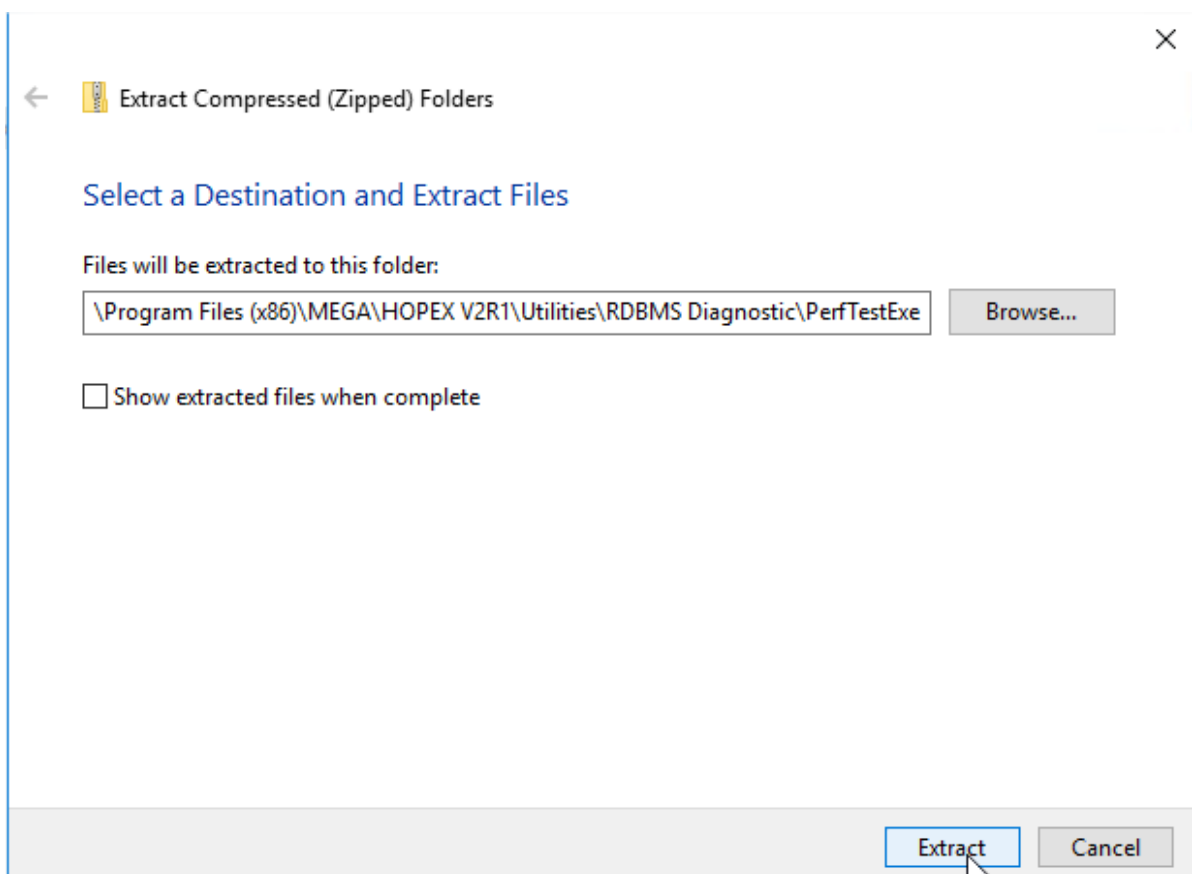 Extract Compressed (Zipped) Folders
Select a Destination and Extract Files
Files will be extracted to this folder:
\Program Files (x86)\MEGA\HOPEX V2R1\Utilities\RDBMS Diagnostic\PerfTestExe
Browse...
Show extracted files when complete
Extract
Cancel